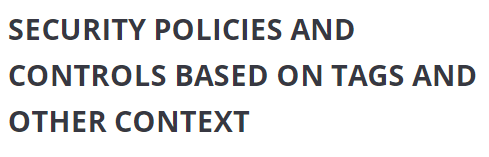 SECURITY POLICIES AND
CONTROLS BASED ON TAGS AND
OTHER CONTEXT